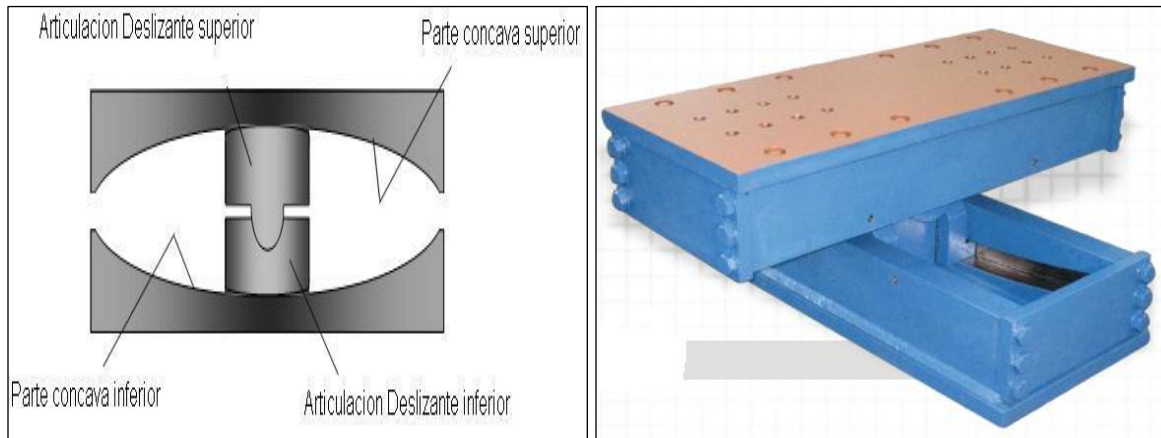 Articulacion Deslizante superior
Parte concava superior
Parte concava inferior
Articulacion Deslizante inferior